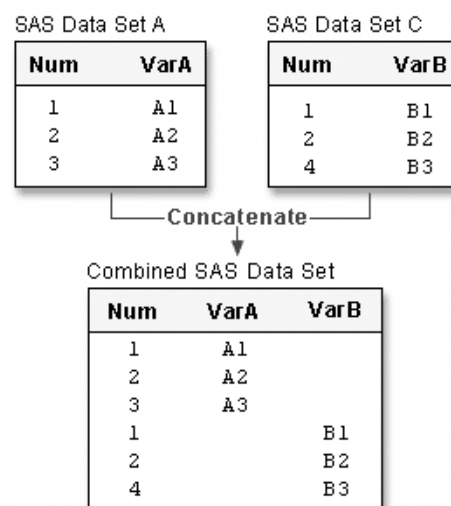 SAS Data Set A
Num VarA
1 A1
2 A2
3 A3
SAS Data Set C
Num VarB
1 B1
2 B2
4 B3
Concatenate
Combined SAS Data Set
Num VarA VarB
1 A1
2 A2
3 A3
1 B1
2 B2
4 B3